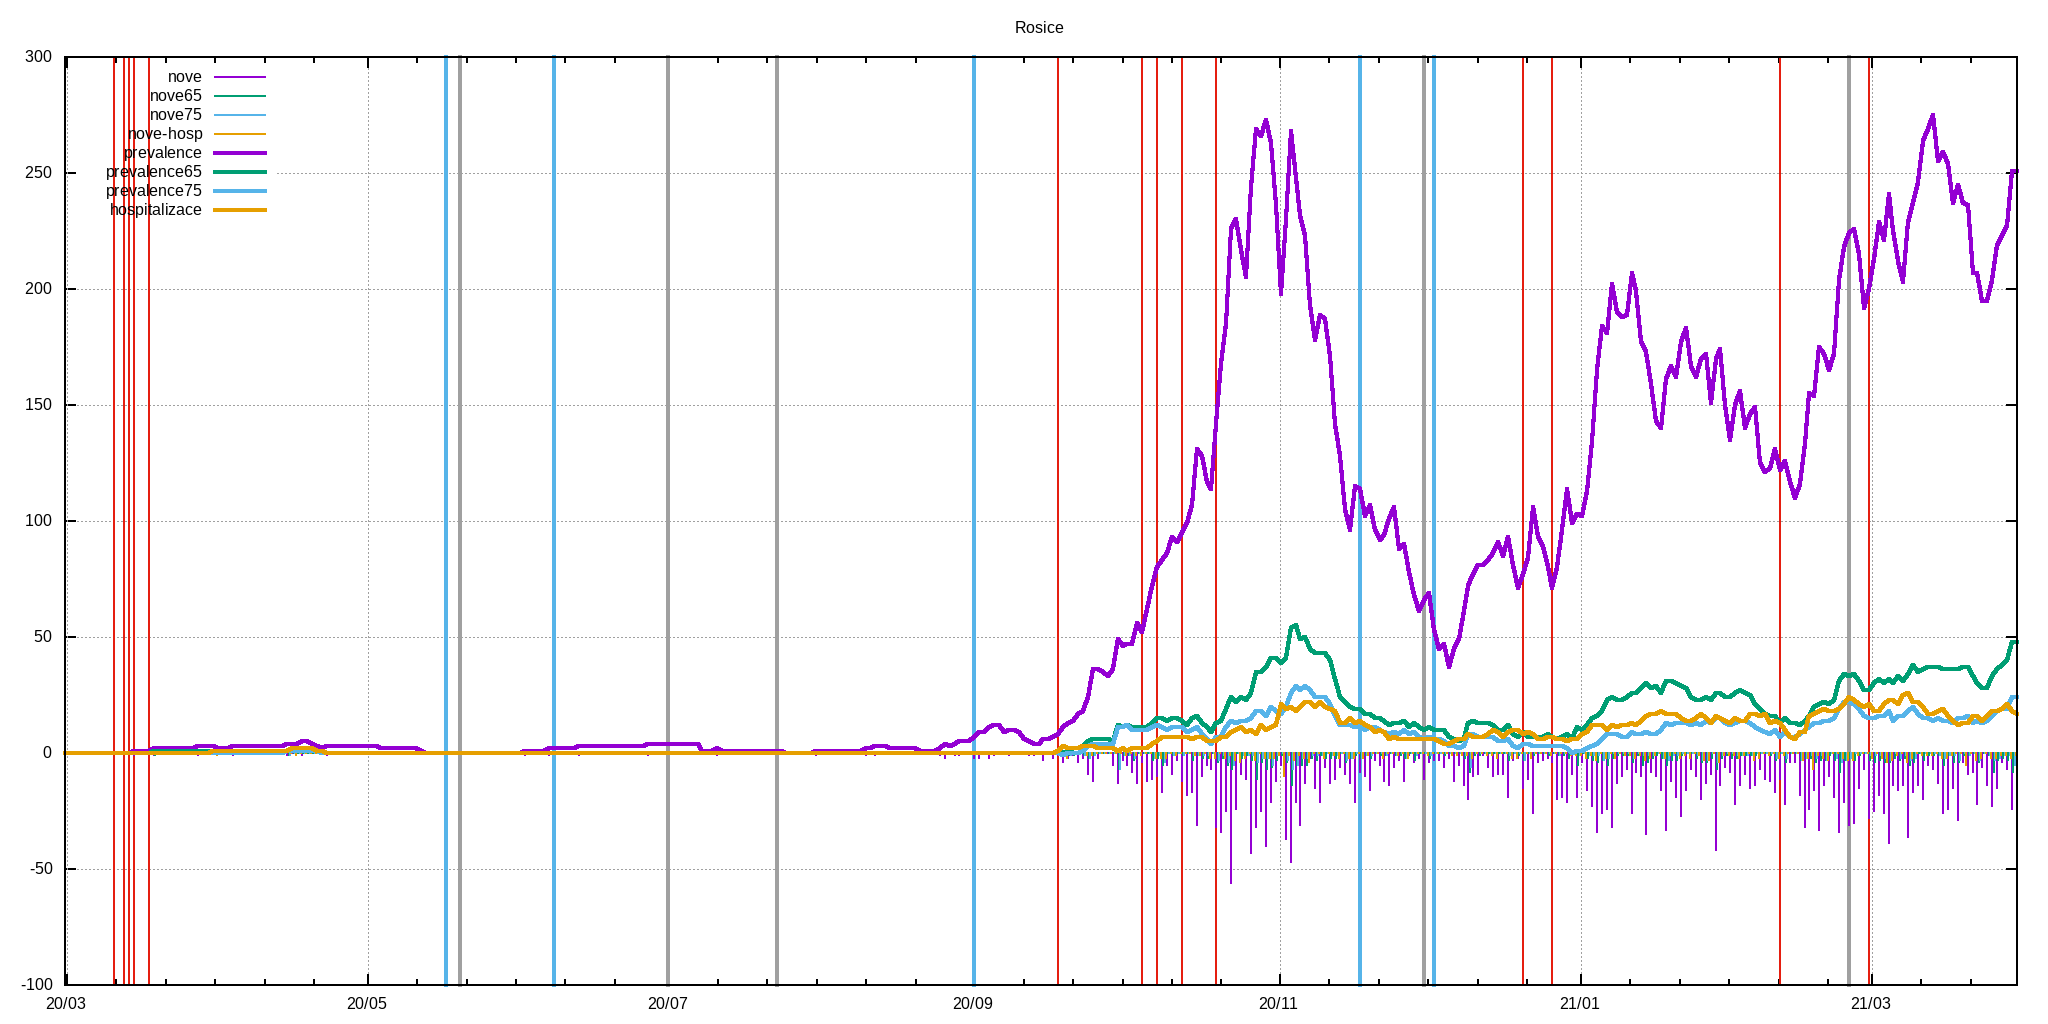 Rosice
300
250
200
150
100
50
0
-50
-100
nove
nove65
nove75
nove-hosp
prevalence
prevalence65
prevalence75
hospitalizace
20/03 20/05 20/07 20/09 20/11 21/01 21/03